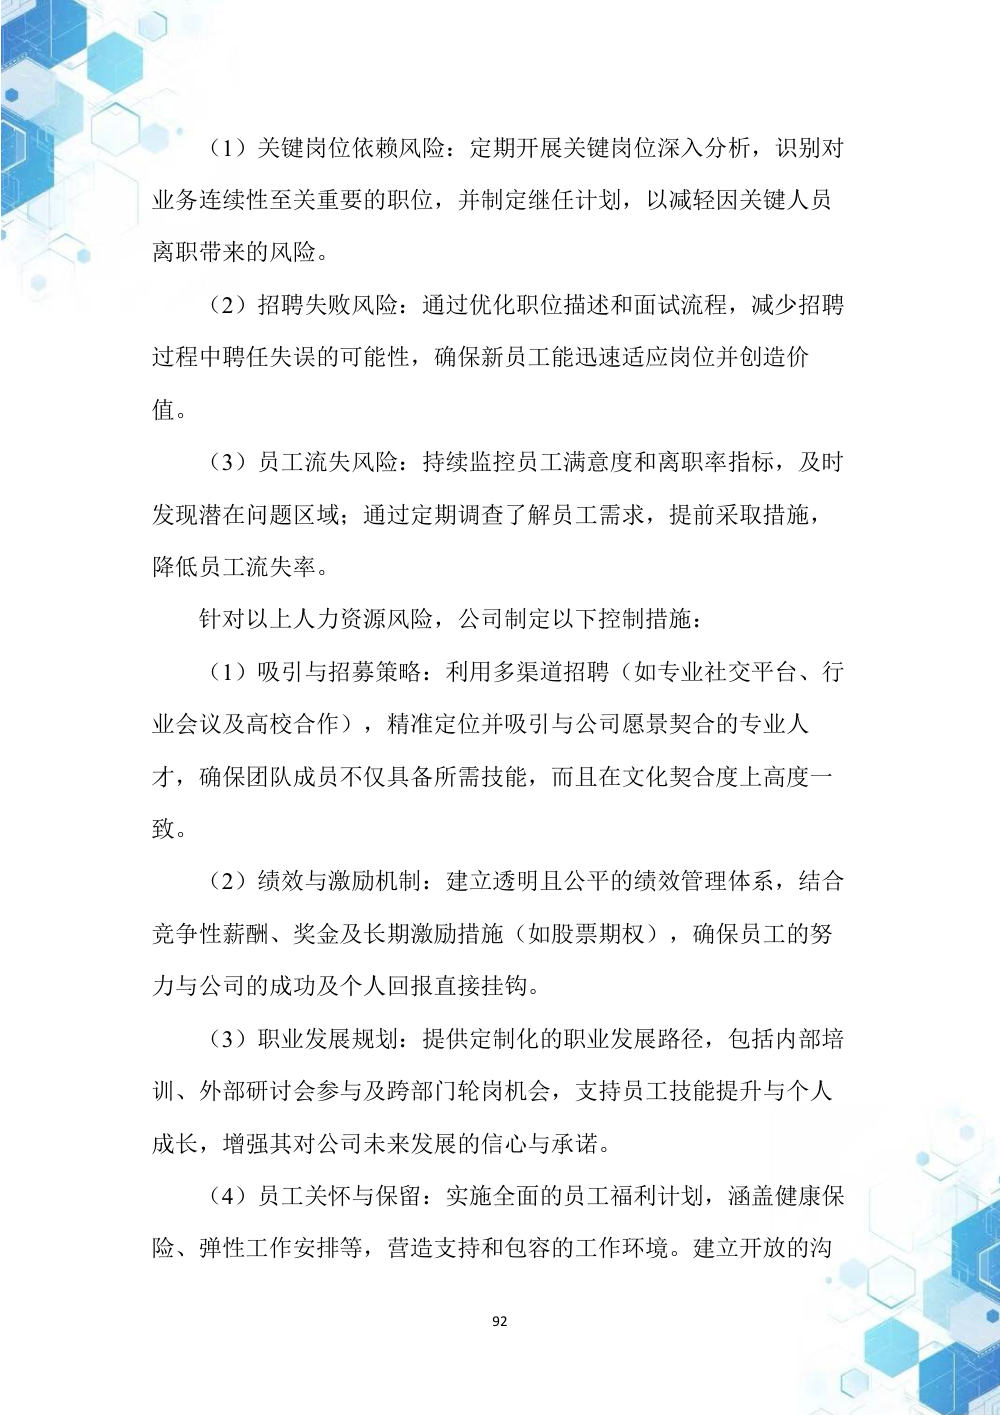 （1）关键岗位依赖风险：定期开展关键岗位深入分析，识别对
业务连续性至关重要的职位，并制定继任计划，以减轻因关键人员
离职带来的风险。
（2）招聘失败风险：通过优化职位描述和面试流程，减少招聘
过程中聘任失误的可能性，确保新员工能迅速适应岗位并创造价
值。
（3）员工流失风险：持续监控员工满意度和离职率指标，及时
发现潜在问题区域；通过定期调查了解员工需求，提前采取措施，
降低员工流失率。
针对以上人力资源风险，公司制定以下控制措施：
（1）吸引与招募策略：利用多渠道招聘（如专业社交平台、行
业会议及高校合作），精准定位并吸引与公司愿景契合的专业人
才，确保团队成员不仅具备所需技能，而且在文化契合度上高度一
致。
（2）绩效与激励机制：建立透明且公平的绩效管理体系，结合
竞争性薪酬、奖金及长期激励措施（如股票期权），确保员工的努
力与公司的成功及个人回报直接挂钩。
（3）职业发展规划：提供定制化的职业发展路径，包括内部培
训、外部研讨会参与及跨部门轮岗机会，支持员工技能提升与个人
成长，增强其对公司未来发展的信心与承诺。
（4）员工关怀与保留：实施全面的员工福利计划，涵盖健康保
险、弹性工作安排等，营造支持和包容的工作环境。建立开放的沟
92